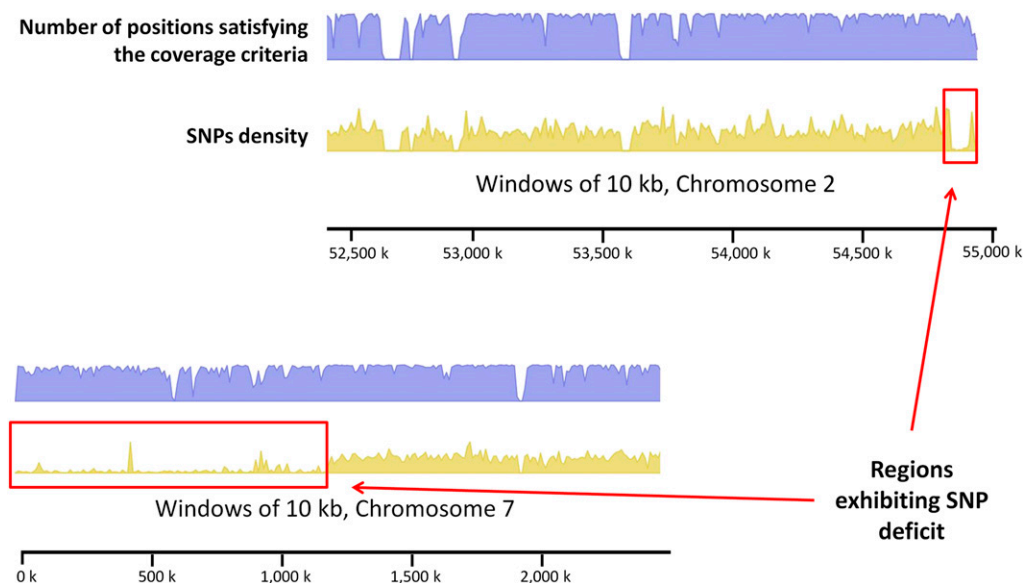 Number of positions satisfying
the coverage criteria
SNPs density
Windows of 10 kb, Chromosome 2
52,500 k 53,000 k 53,500 k 54,000 k 54,500 k 55,000 k
Windows of 10 kb, Chromosome 7
0 k 500 k 1,000 k 1,500 k 2,000 k
Regions
exhibiting SNP
deficit